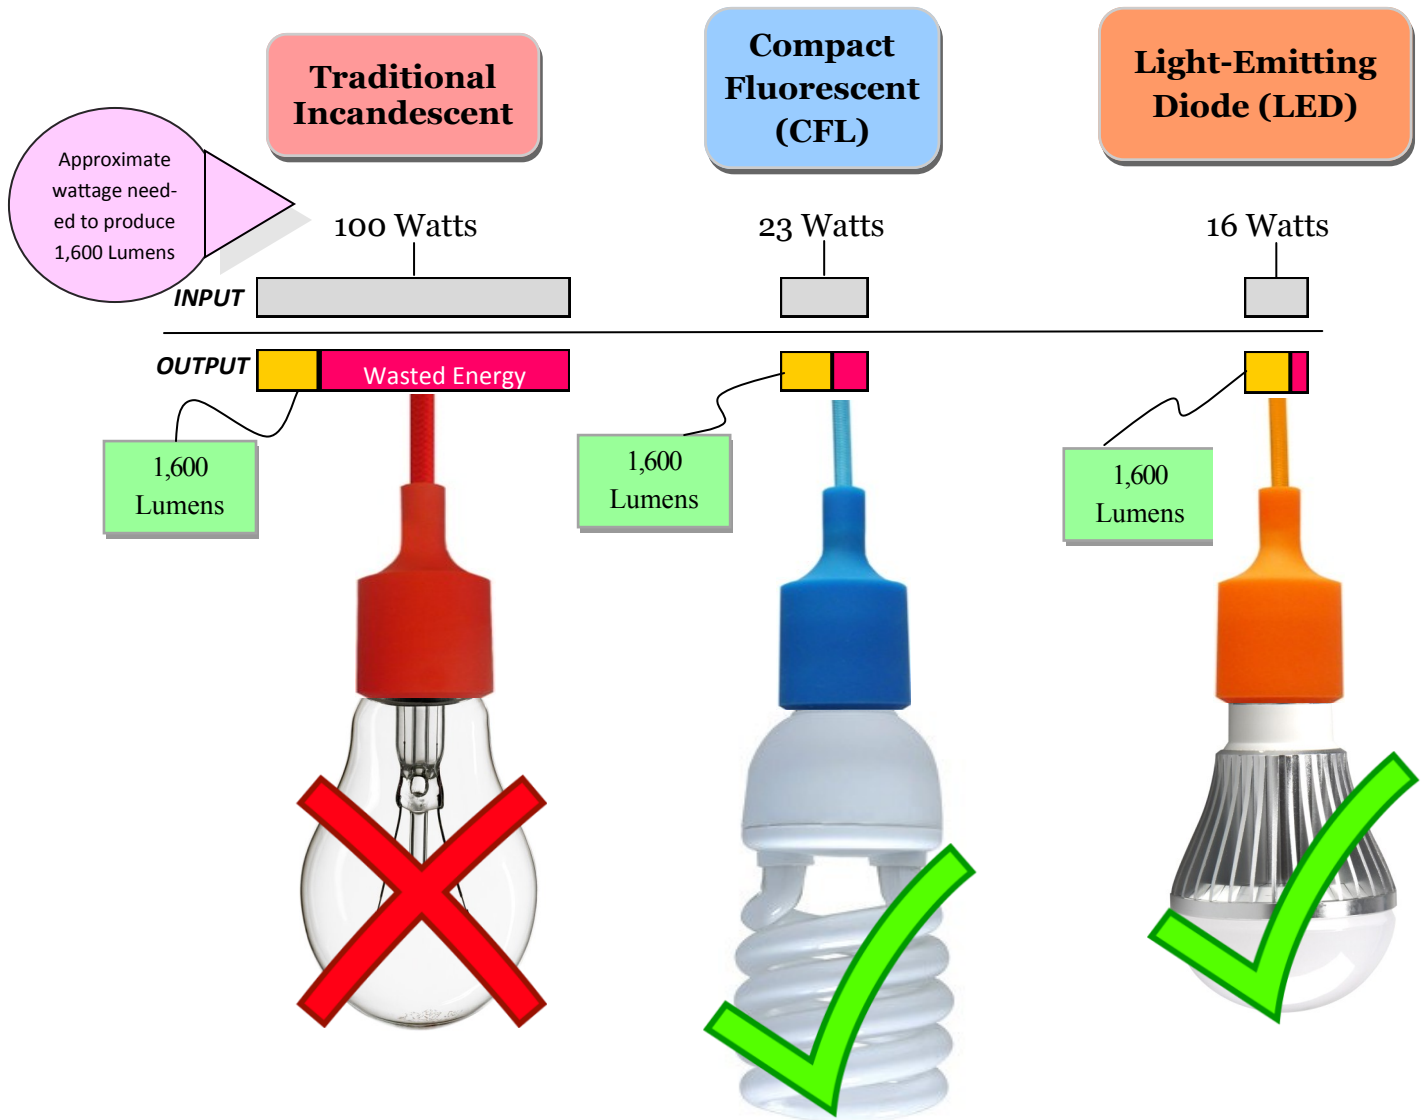 Traditional
Incandescent
Compact
Fluorescent
(CFL)
Light-Emitting
Diode (LED)
Approximate
wattage need-
ed to produce
1,600 Lumens
100 Watts
23 Watts
16 Watts
INPUT
OUTPUT
Wasted Energy
1,600
Lumens
1,600
Lumens
1,600
Lumens